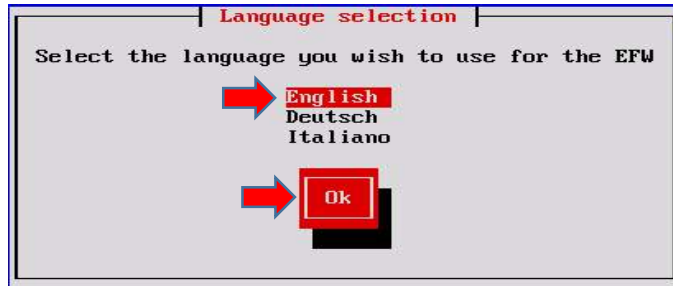 Language selection
Select the language you wish to use for the EFW
English
Deutsch
Italiano
Ok